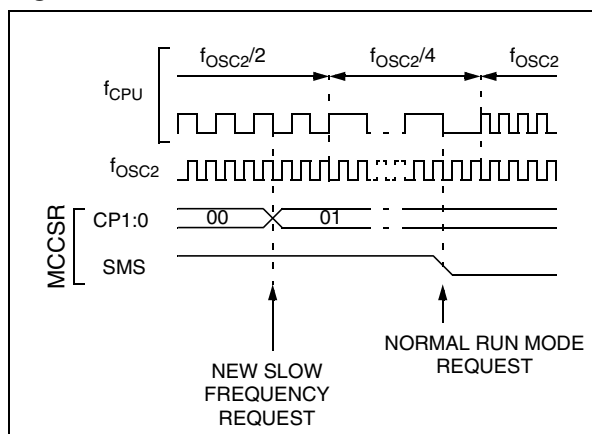 fOSC2/2
fOSC2/4
fOSC2
fCPU
fOSC2
MCCSR
CP1:0
00
01
SMS
NEW SLOW
FREQUENCY
REQUEST
NORMAL RUN MODE
REQUEST